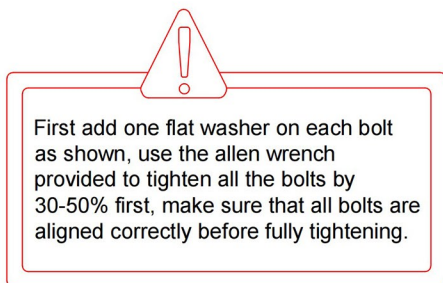 First add one flat washer on each bolt
as shown, use the allen wrench
provided to tighten all the bolts by
30-50% first, make sure that all bolts are
aligned correctly before fully tightening.